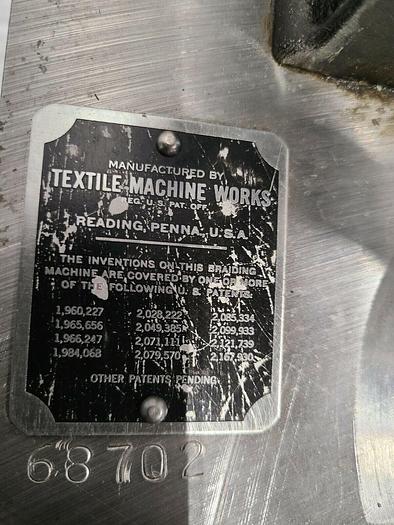 MANUFACTURED BY
TEXTILE MACHINE WORKS
REG. U. S. PAT. OFF.
READING, PENNA, U.S.A.
THE INVENTIONS ON THIS BRAIDING
MACHINE ARE COVERED BY ONE OR MORE
OF THE FOLLOWING U. S. PATENTS.
1,960,227 2,028,222 2,085,334
1,965,656 2,049,385 2,099,933
1,966,247 2,071,111 2,121,739
1,984,068 2,079,570 2,167,930
OTHER PATENTS PENDING
68702